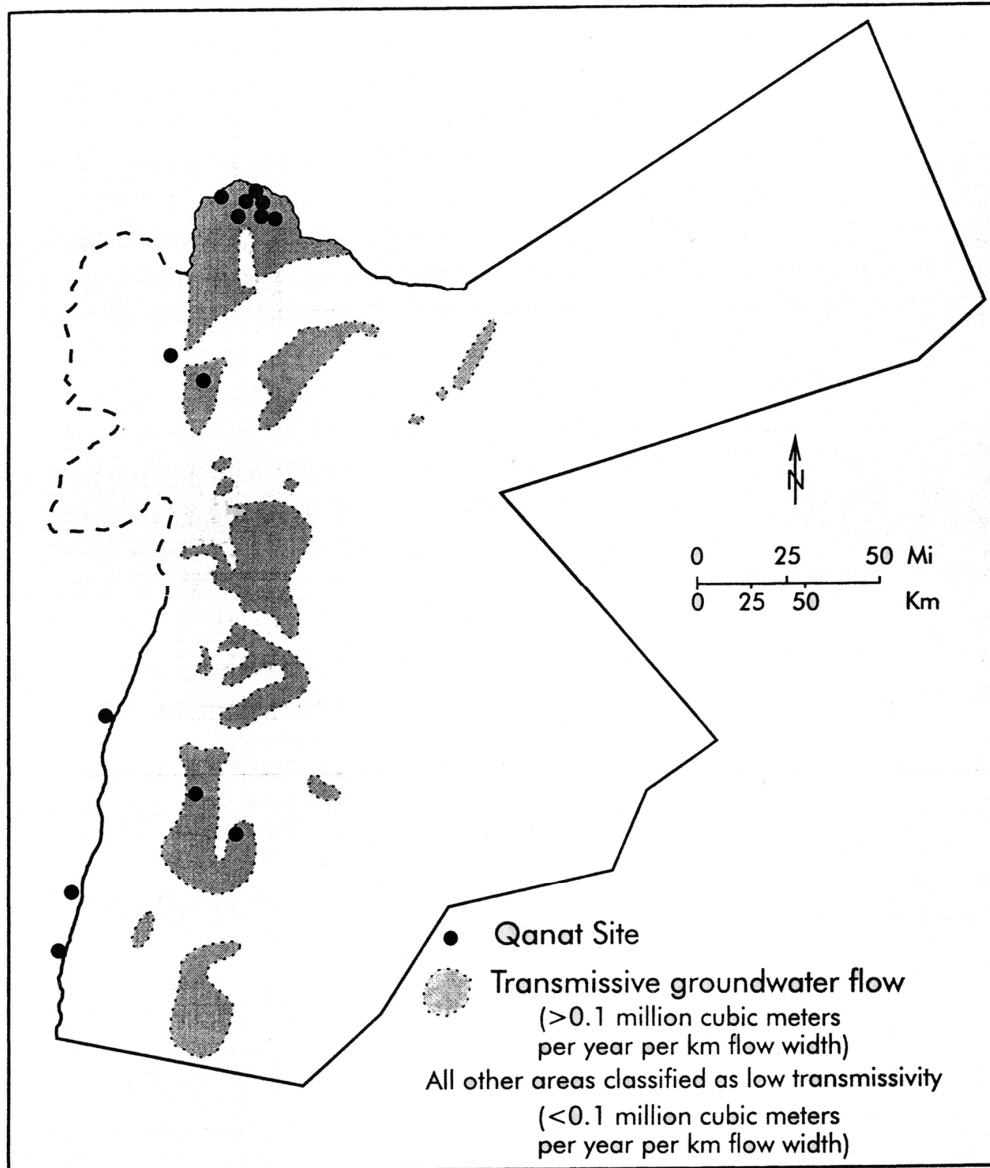 N
0 25 50 Mi
0 25 50 Km
Qanat Site
Transmissive groundwater flow
(>0.1 million cubic meters
per year per km flow width)
All other areas classified as low transmissivity
(<0.1 million cubic meters
per year per km flow width)